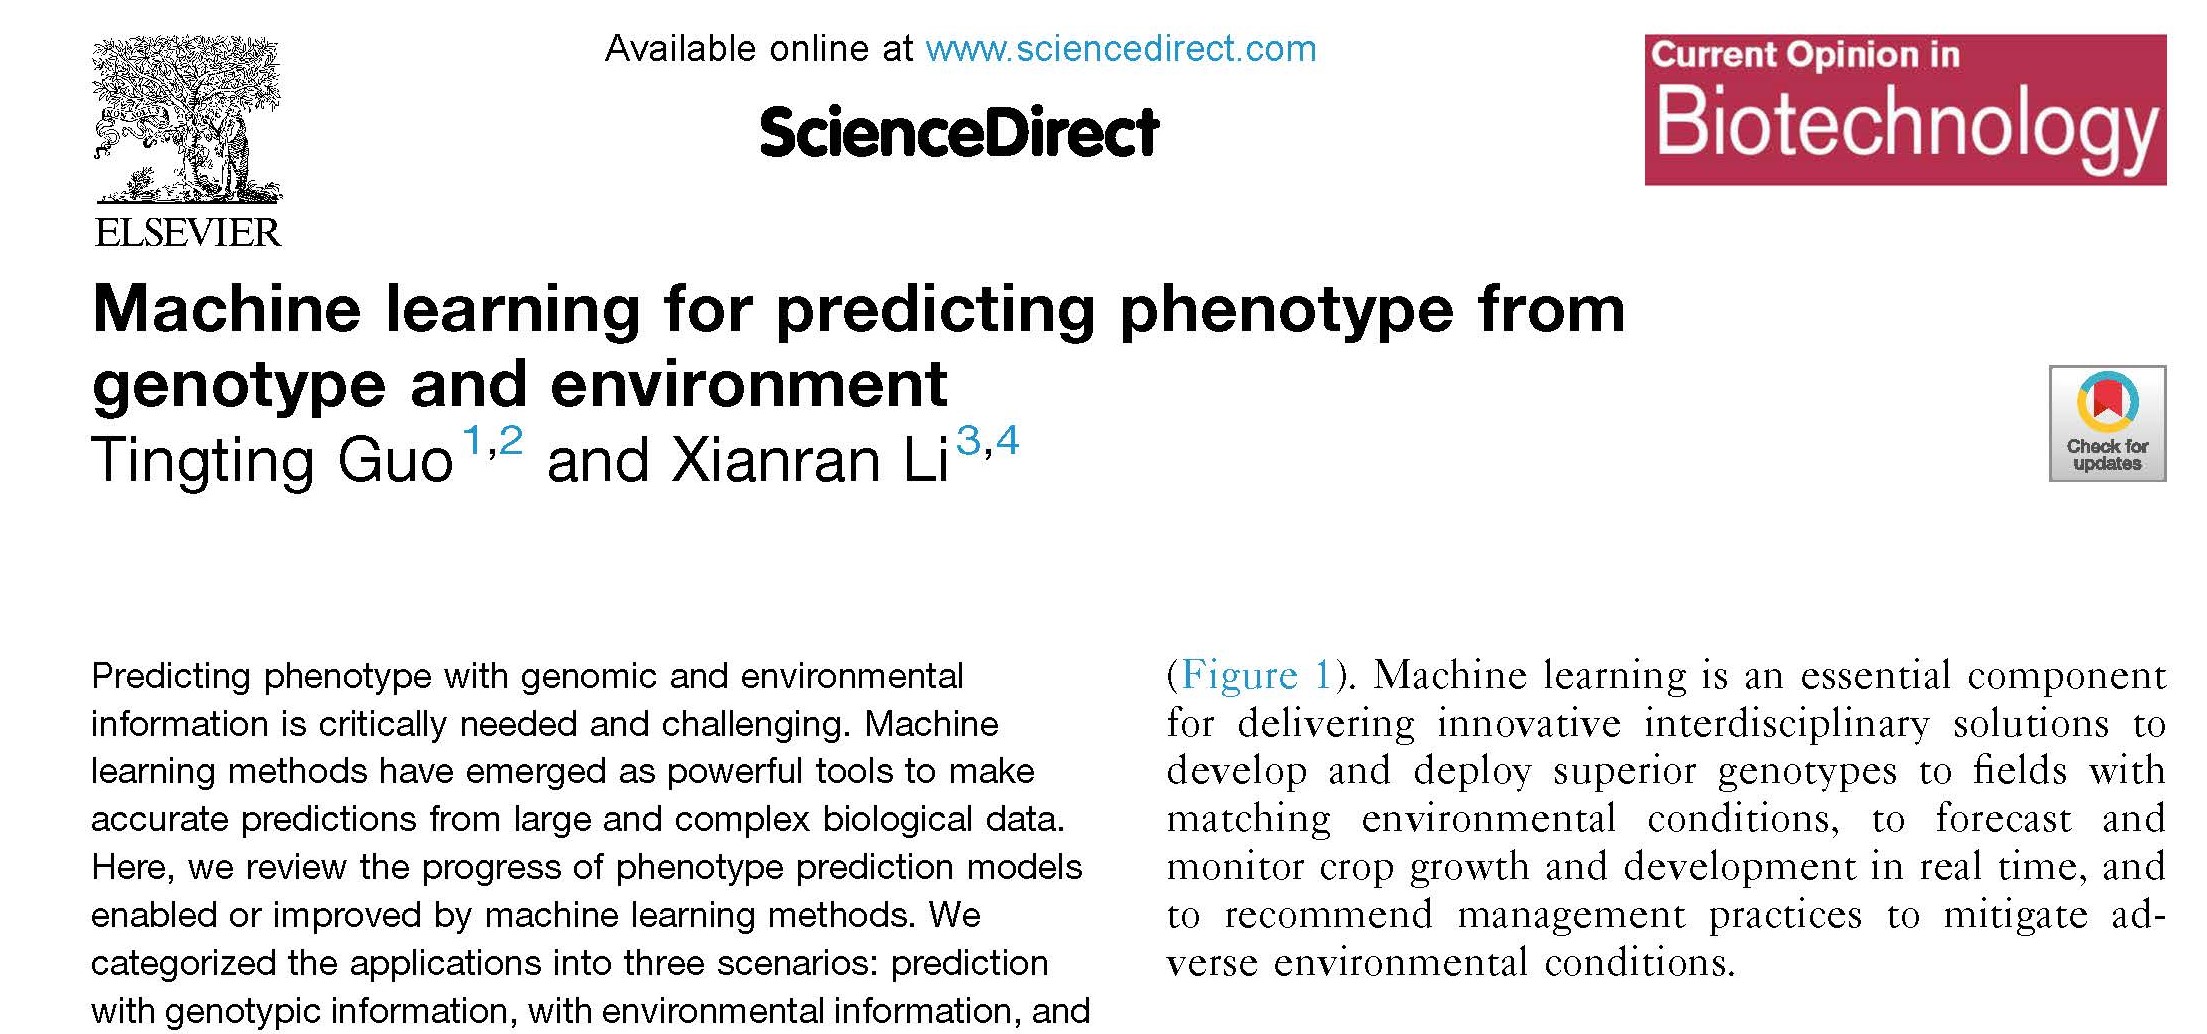 Available online at www.sciencedirect.com
ScienceDirect
Current Opinion in
Biotechnology
ELSEVIER
Machine learning for predicting phenotype from
genotype and environment
Tingting Guo1,2 and Xianran Li3,4
Check for
updates
Predicting phenotype with genomic and environmental
information is critically needed and challenging. Machine
learning methods have emerged as powerful tools to make
accurate predictions from large and complex biological data.
Here, we review the progress of phenotype prediction models
enabled or improved by machine learning methods. We
categorized the applications into three scenarios: prediction
with genotypic information, with environmental information, and
(Figure 1). Machine learning is an essential component
for delivering innovative interdisciplinary solutions to
develop and deploy superior genotypes to fields with
matching environmental conditions, to forecast and
monitor crop growth and development in real time, and
to recommend management practices to mitigate ad-
verse environmental conditions.